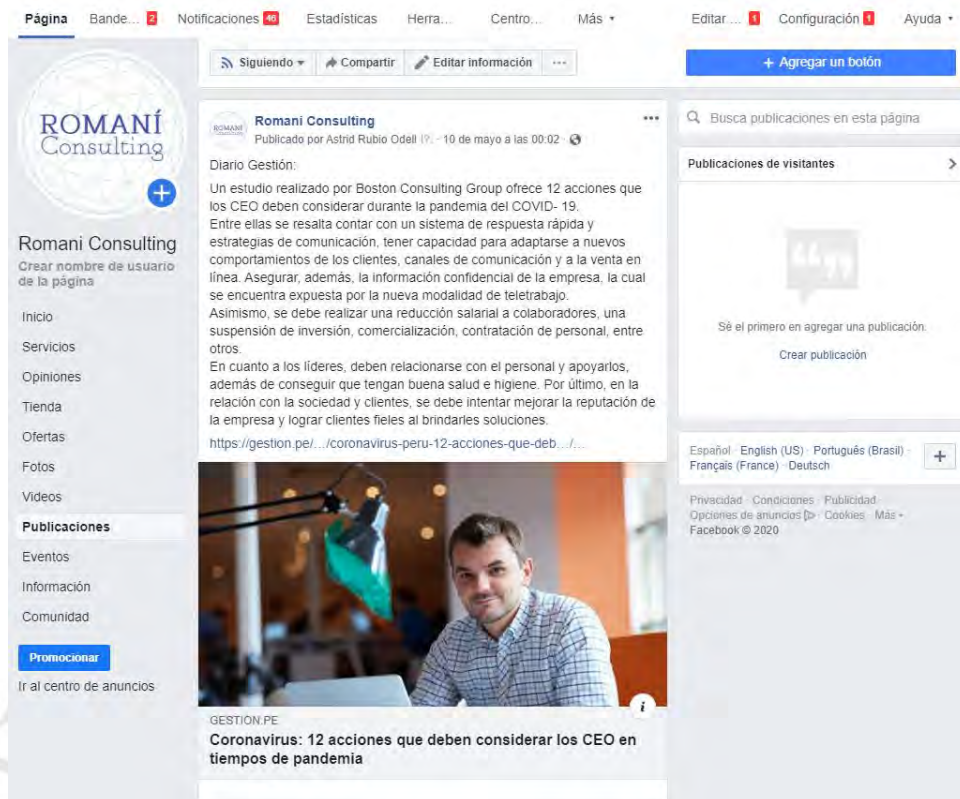 Página Bande... 2 Notificaciones 46 Estadísticas Herra... Centro... Más Editar ... 1 Configuración 1 Ayuda
Siguiendo Compartir Editar información ...
+ Agregar un botón
ROMANÍ
Consulting
Romani Consulting
Crear nombre de usuario
de la página
Inicio
Servicios
Opiniones
Tienda
Ofertas
Fotos
Videos
Publicaciones
Eventos
Información
Comunidad
Promocionar
Ir al centro de anuncios
ROMANÍ
Romani Consulting
Publicado por Astrid Rubio Odell · 10 de mayo a las 00:02 ·
Diario Gestión:
Un estudio realizado por Boston Consulting Group ofrece 12 acciones que
los CEO deben considerar durante la pandemia del COVID- 19.
Entre ellas se resalta contar con un sistema de respuesta rápida y
estrategias de comunicación, tener capacidad para adaptarse a nuevos
comportamientos de los clientes, canales de comunicación y a la venta en
línea. Asegurar, además, la información confidencial de la empresa, la cual
se encuentra expuesta por la nueva modalidad de teletrabajo.
Asimismo, se debe realizar una reducción salarial a colaboradores, una
suspensión de inversión, comercialización, contratación de personal, entre
otros.
En cuanto a los líderes, deben relacionarse con el personal y apoyarlos,
además de conseguir que tengan buena salud e higiene. Por último, en la
relación con la sociedad y clientes, se debe intentar mejorar la reputación de
la empresa y lograr clientes fieles al brindarles soluciones.
https://gestion.pe/.../coronavirus-peru-12-acciones-que-deb.../...
i
GESTION.PE
Coronavirus: 12 acciones que deben considerar los CEO en
tiempos de pandemia
Busca publicaciones en esta página
Publicaciones de visitantes
Sé el primero en agregar una publicación.
Crear publicación
Español · English (US) · Português (Brasil) ·
Français (France) · Deutsch
+
Privacidad · Condiciones · Publicidad ·
Opciones de anuncios · Cookies · Más
Facebook © 2020